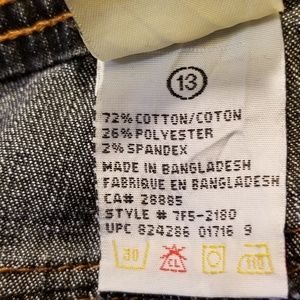 13
72% COTTON/COTON
26% POLYESTER
2% SPANDEX
MADE IN BANGLADESH
FABRIQUE EN BANGLADESH
CA# 28885
STYLE # 7F5-2180
UPC 824286 01716 9
30 CL